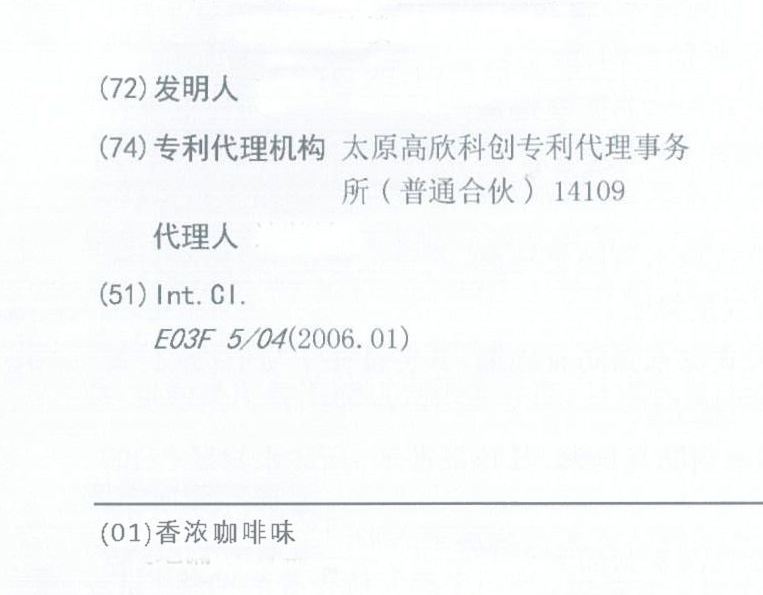 (72)发明人
(74)专利代理机构 太原高欣科创专利代理事务
所(普通合伙) 14109
代理人
(51)Int.Cl.
E03F 5/04(2006.01)
(01)香浓咖啡味